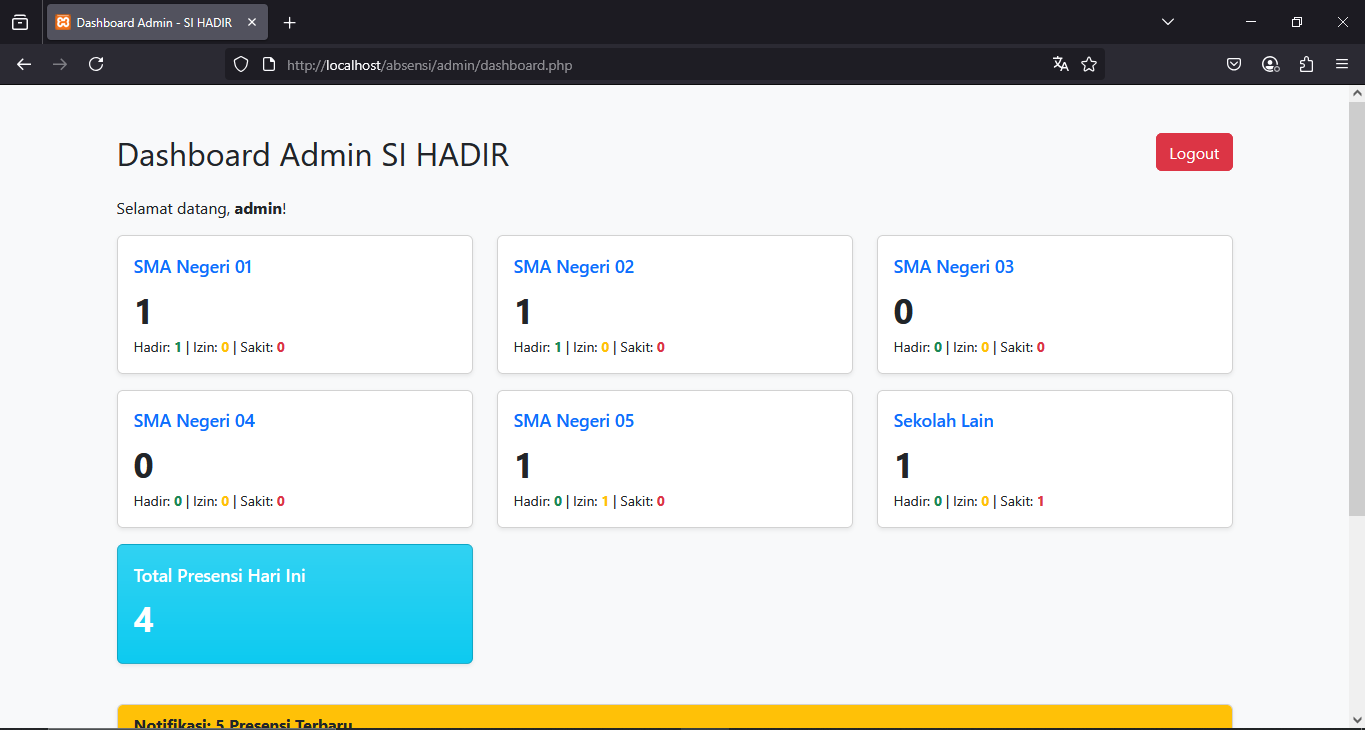 Dashboard Admin - SI HADIR
http://localhost/absensi/admin/dashboard.php
Dashboard Admin SI HADIR
Logout
Selamat datang, admin!
SMA Negeri 01
1
Hadir: 1 | Izin: 0 | Sakit: 0
SMA Negeri 02
1
Hadir: 1 | Izin: 0 | Sakit: 0
SMA Negeri 03
0
Hadir: 0 | Izin: 0 | Sakit: 0
SMA Negeri 04
0
Hadir: 0 | Izin: 0 | Sakit: 0
SMA Negeri 05
1
Hadir: 0 | Izin: 1 | Sakit: 0
Sekolah Lain
1
Hadir: 0 | Izin: 0 | Sakit: 1
Total Presensi Hari Ini
4
Notifikasi: 5 Presensi Terbaru